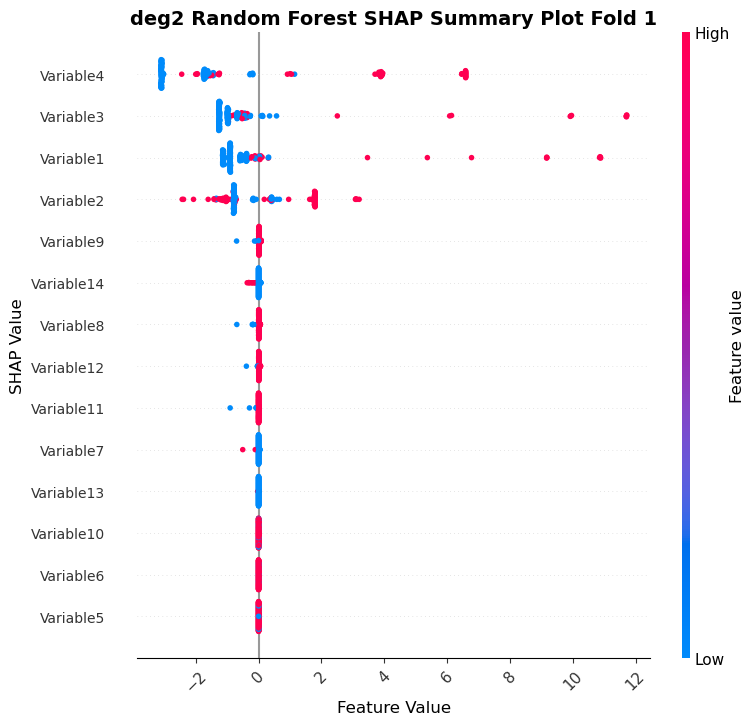 deg2 Random Forest SHAP Summary Plot Fold 1
High
Variable4
Variable3
Variable1
Variable2
Variable9
Variable14
Variable8
Variable12
Variable11
Variable7
Variable13
Variable10
Variable6
Variable5
SHAP Value
Feature value
Low
−2
0
2
4
6
8
10
12
Feature Value